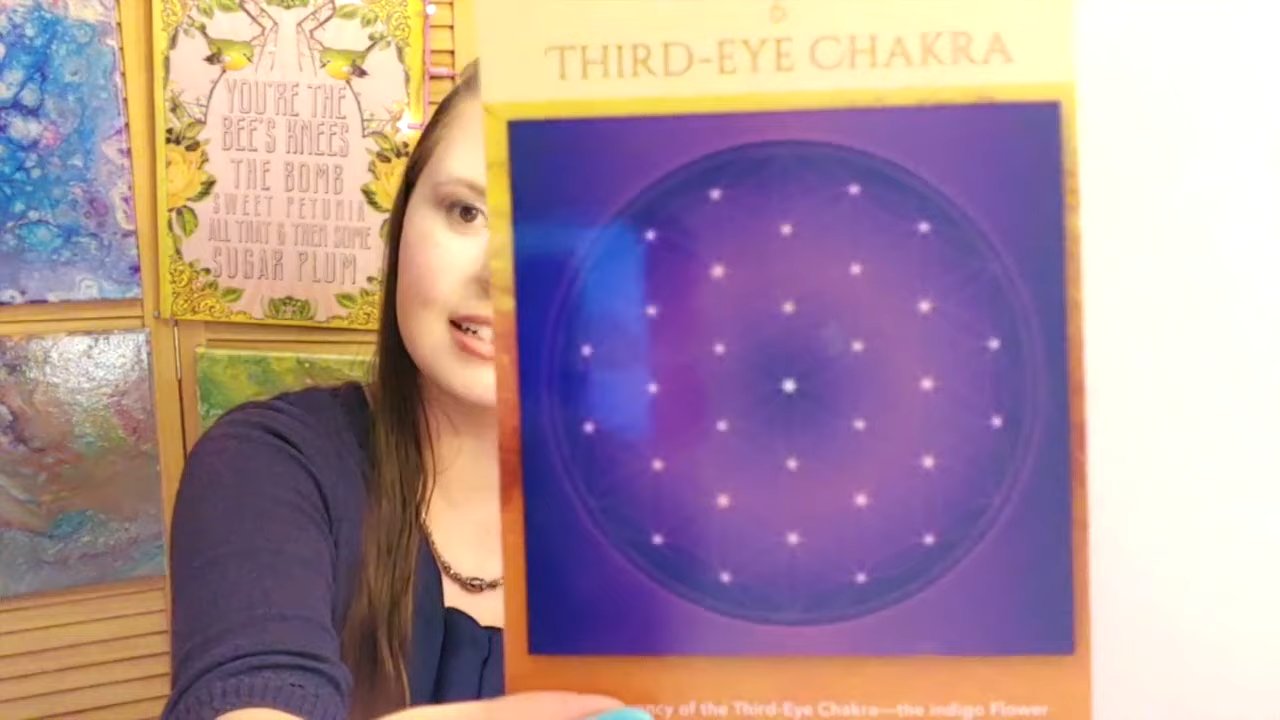 YOU'RE THE
BEE'S KNEES
THE BOMB
SWEET PETUNIA
ALL THAT & THEN SOME
SUGAR PLUM
6
THIRD-EYE CHAKRA
of the Third-Eye Chakra—the indigo Flower